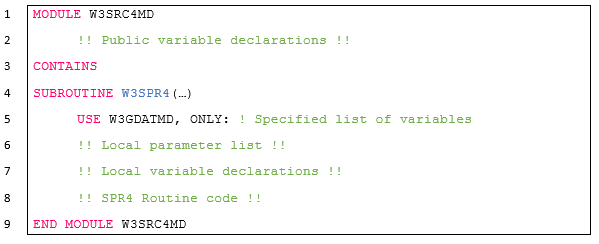 1 MODULE W3SRC4MD
2 !! Public variable declarations !!
3 CONTAINS
4 SUBROUTINE W3SPR4(…)
5 USE W3GDATMD, ONLY: ! Specified list of variables
6 !! Local parameter list !!
7 !! Local variable declarations !!
8 !! SPR4 Routine code !!
9 END MODULE W3SRC4MD